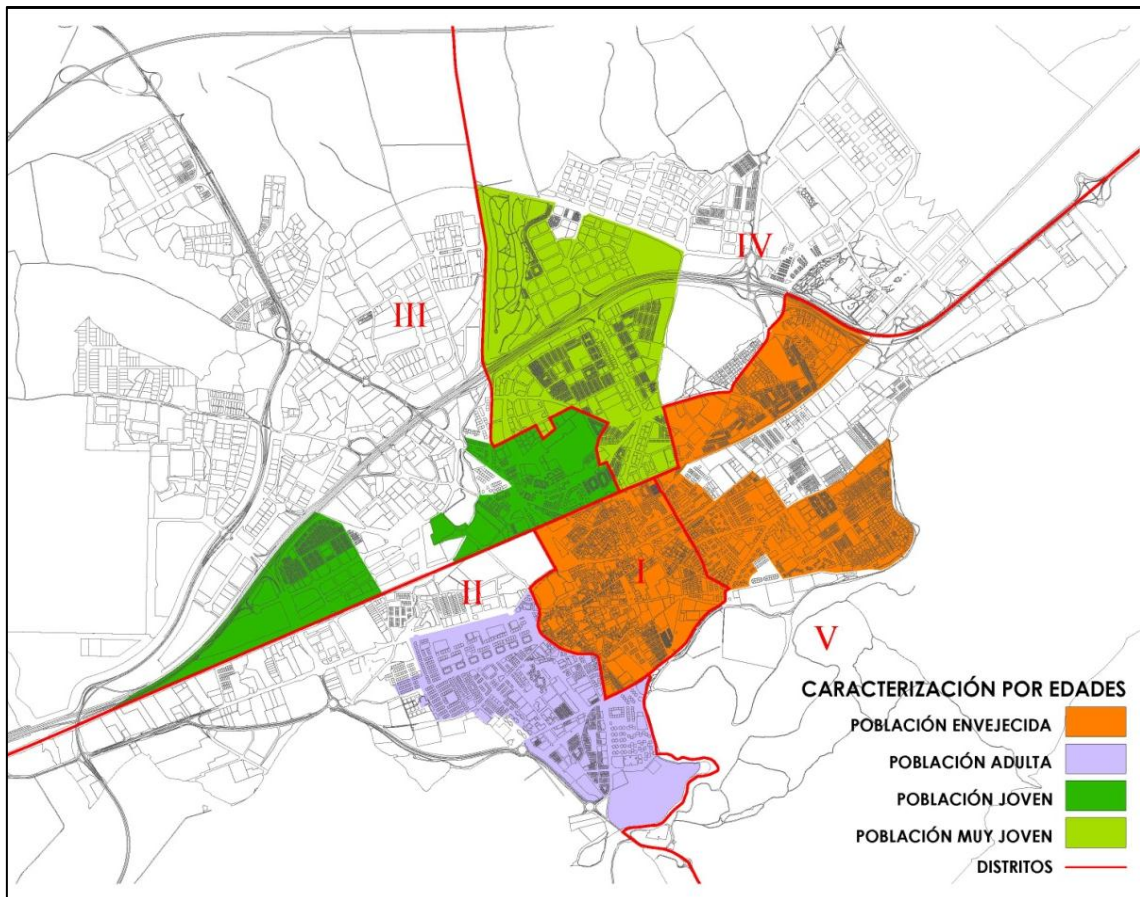 IV
III
I
II
V
CARACTERIZACIÓN POR EDADES
POBLACIÓN ENVEJECIDA
POBLACIÓN ADULTA
POBLACIÓN JOVEN
POBLACIÓN MUY JOVEN
DISTRITOS